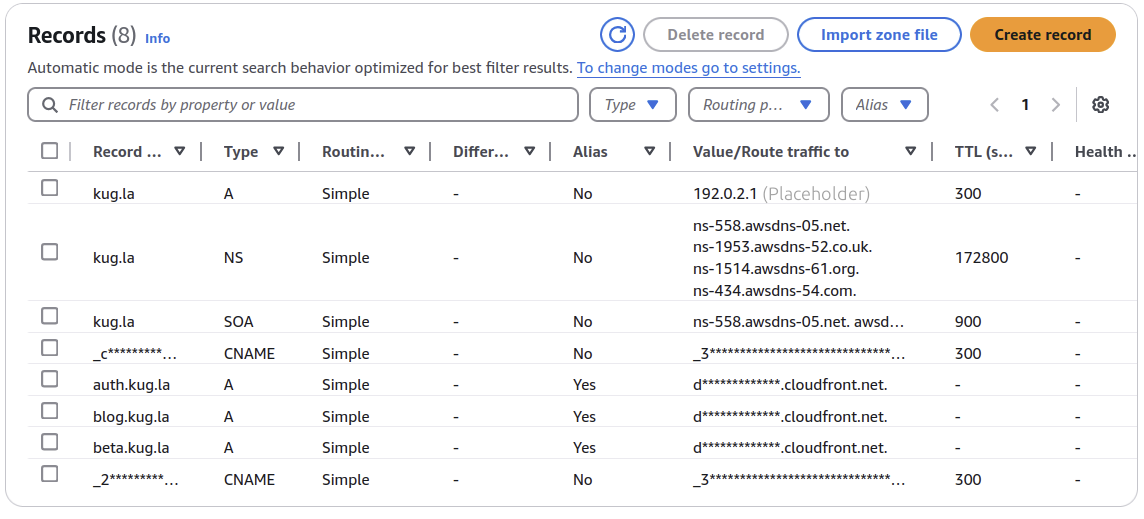 Records (8) Info Delete record Import zone file Create record
Automatic mode is the current search behavior optimized for best filter results. To change modes go to settings.
Filter records by property or value Type Routing p... Alias 1
Record ... Type Routin... Differ... Alias Value/Route traffic to TTL (s... Health ...
kug.la A Simple - No 192.0.2.1 (Placeholder) 300 -
kug.la NS Simple - No ns-558.awsdns-05.net.
ns-1953.awsdns-52.co.uk.
ns-1514.awsdns-61.org.
ns-434.awsdns-54.com. 172800 -
kug.la SOA Simple - No ns-558.awsdns-05.net. awsd... 900 -
_c*********... CNAME Simple - No _3******************************... 300 -
auth.kug.la A Simple - Yes d*************.cloudfront.net. - -
blog.kug.la A Simple - Yes d*************.cloudfront.net. - -
beta.kug.la A Simple - Yes d*************.cloudfront.net. - -
_2*********... CNAME Simple - No _3******************************... 300 -